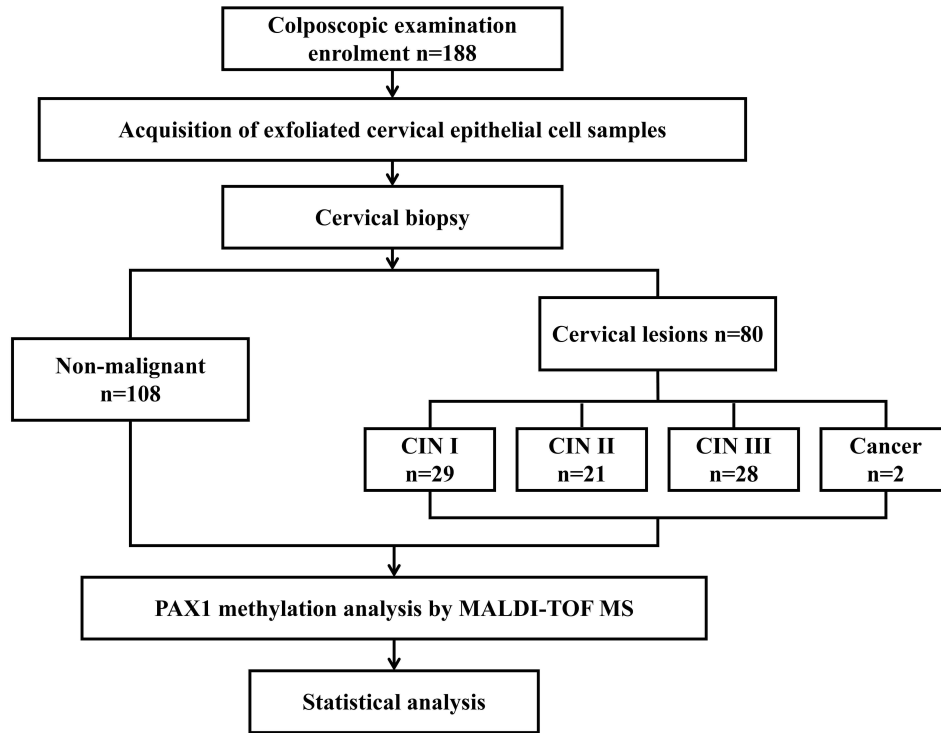 Colposcopic examination
enrolment n=188
Acquisition of exfoliated cervical epithelial cell samples
Cervical biopsy
Non-malignant
n=108
Cervical lesions n=80
CIN I
n=29
CIN II
n=21
CIN III
n=28
Cancer
n=2
PAX1 methylation analysis by MALDI-TOF MS
Statistical analysis